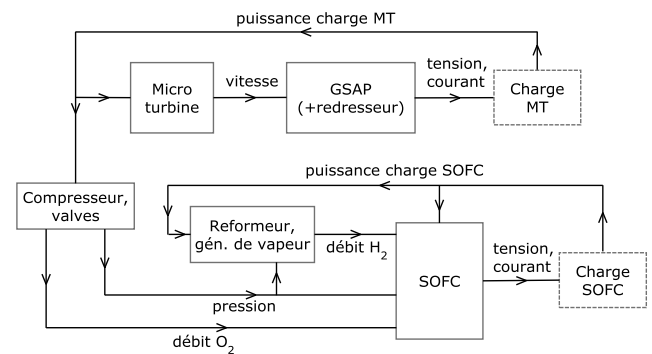 puissance charge MT
Micro
turbine
vitesse
GSAP
(+redresseur)
tension,
courant
Charge
MT
puissance charge SOFC
Compresseur,
valves
Reformeur,
gén. de vapeur
débit H2
SOFC
tension,
courant
Charge
SOFC
pression
débit O2